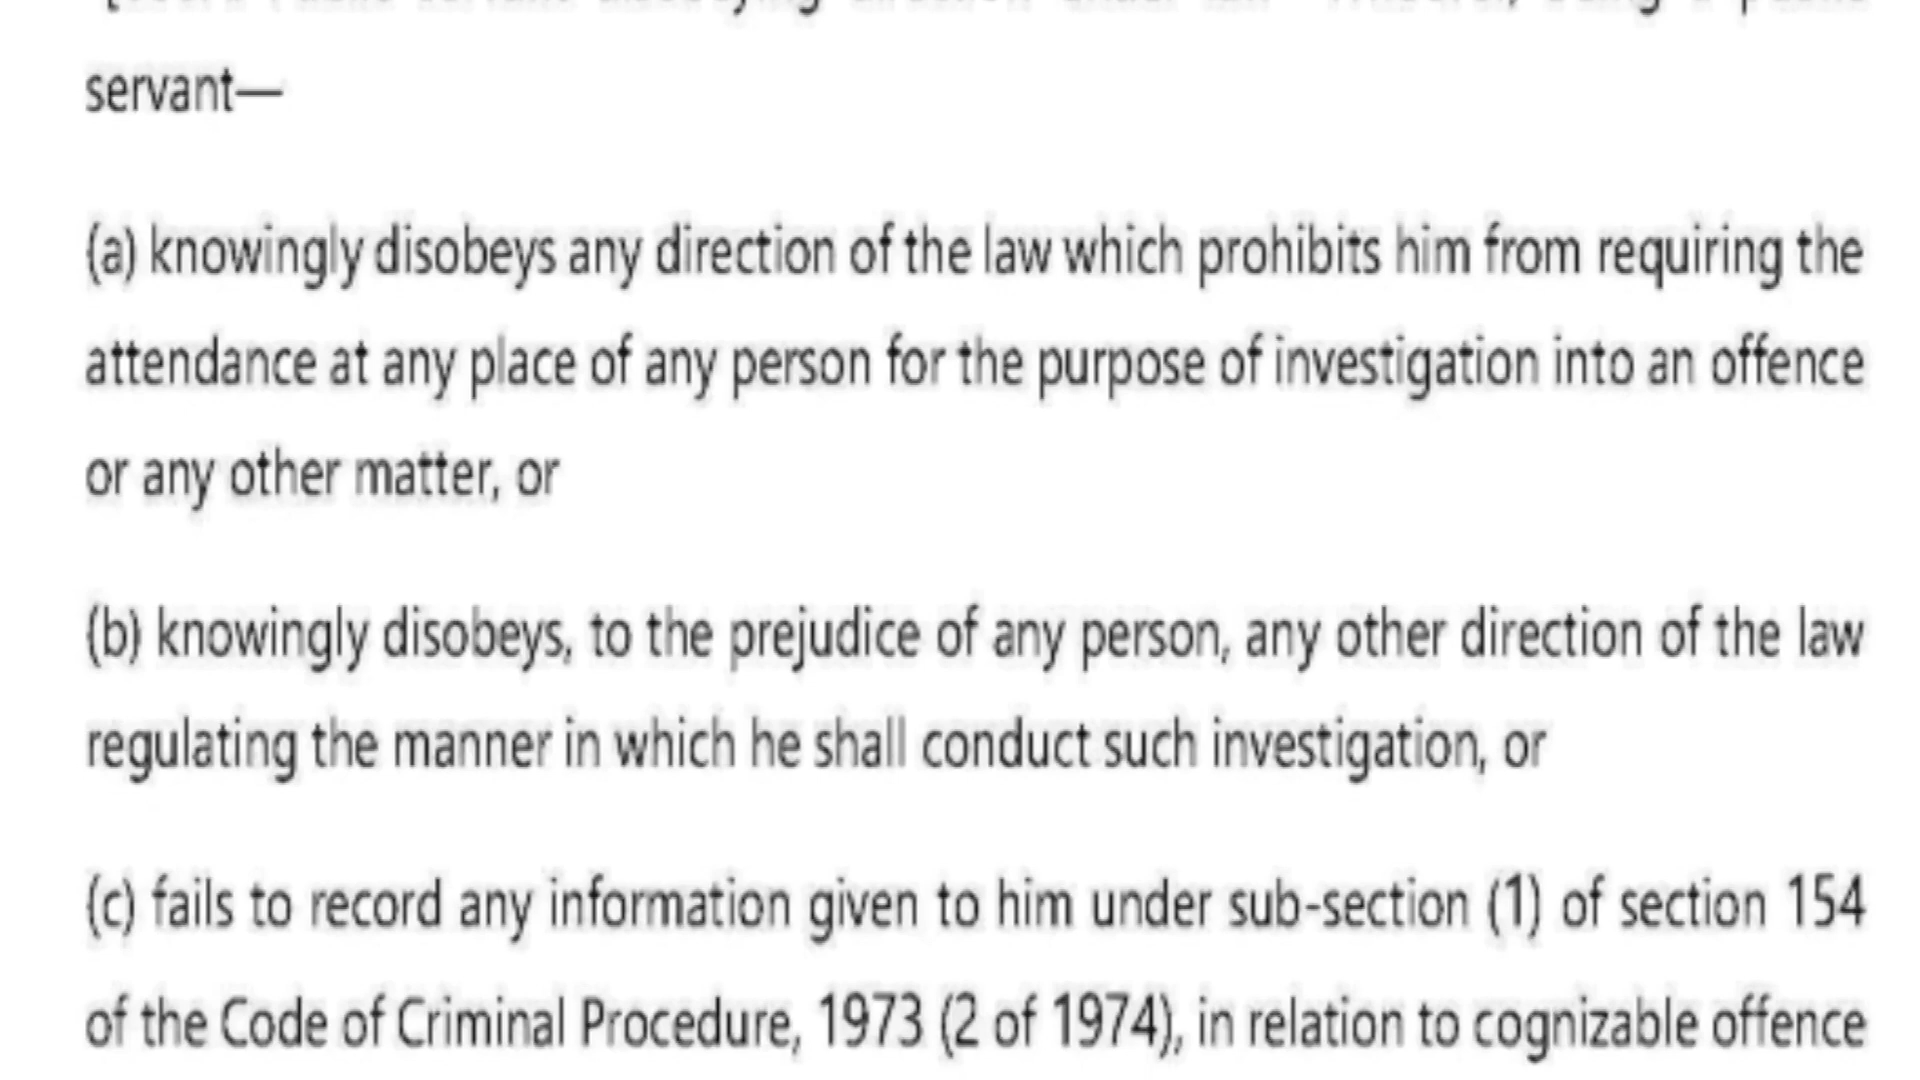 servant—
(a) knowingly disobeys any direction of the law which prohibits him from requiring the
attendance at any place of any person for the purpose of investigation into an offence
or any other matter, or
(b) knowingly disobeys, to the prejudice of any person, any other direction of the law
regulating the manner in which he shall conduct such investigation, or
(c) fails to record any information given to him under sub-section (1) of section 154
of the Code of Criminal Procedure, 1973 (2 of 1974), in relation to cognizable offence